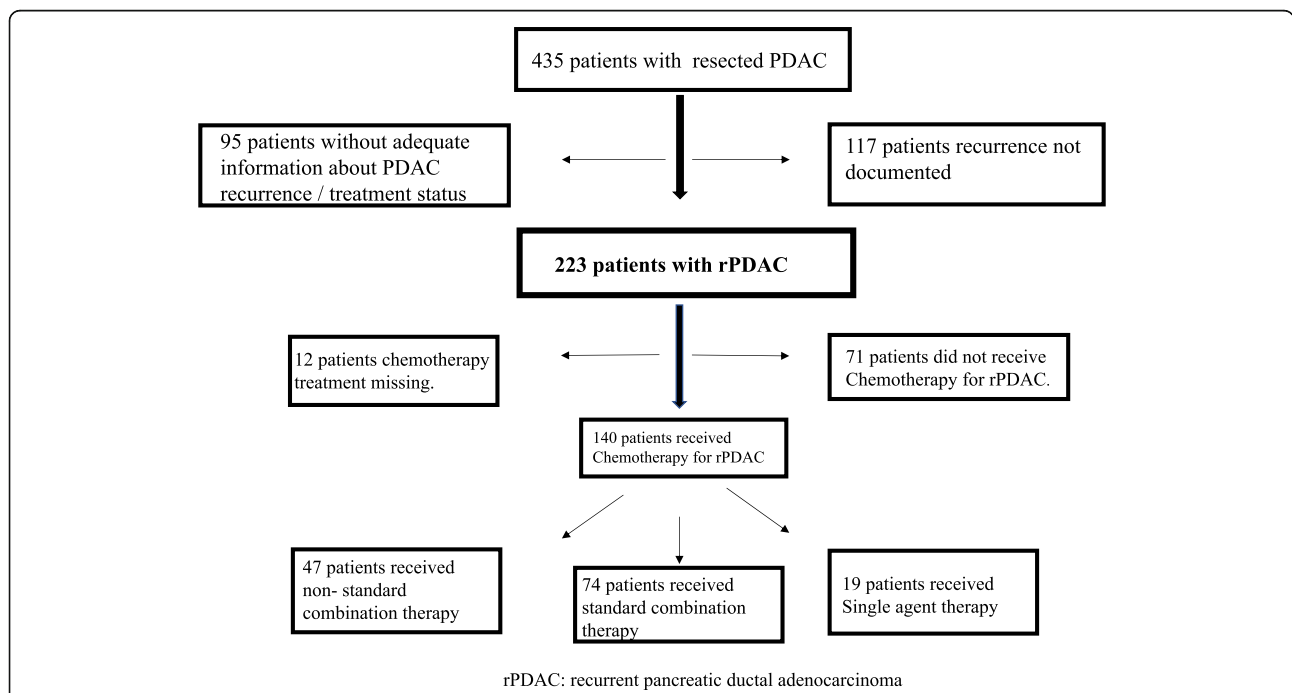 435 patients with resected PDAC
95 patients without adequate
information about PDAC
recurrence / treatment status
117 patients recurrence not
documented
223 patients with rPDAC
12 patients chemotherapy
treatment missing.
71 patients did not receive
Chemotherapy for rPDAC.
140 patients received
Chemotherapy for rPDAC
47 patients received
non- standard
combination therapy
74 patients received
standard combination
therapy
19 patients received
Single agent therapy
rPDAC: recurrent pancreatic ductal adenocarcinoma